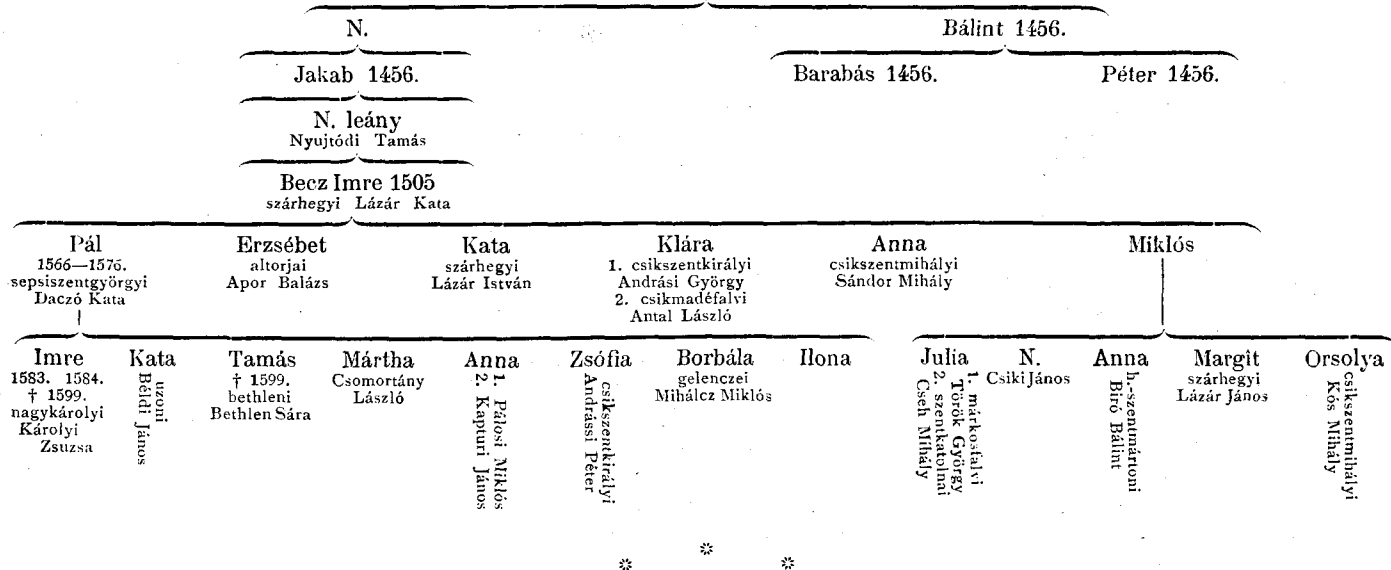 N.
Bálint 1456.
Jakab 1456.
Barabás 1456.
Péter 1456.
N. leány
Nyujtódi Tamás
Becz Imre 1505
szárhegyi Lázár Kata
Pál
1566—1576.
sepsiszentgyörgyi
Daczó Kata
Erzsébet
altorjai
Apor Balázs
Kata
szárhegyi
Lázár István
Klára
1. csikszentkirályi
Andrási György
2. csikmadéfalvi
Antal László
Anna
csikszentmihályi
Sándor Mihály
Miklós
Imre
1583. 1584.
† 1599.
nagykárolyi
Károlyi
Zsuzsa
Kata
uzoni
Béldi János
Tamás
† 1599.
bethleni
Bethlen Sára
Mártha
Csomortány
László
Anna
1. Pálosi Miklós
2. Kapturi János
Zsófia
csikszentkirályi
Andrássi Péter
Borbála
gelenczei
Mihálcz Miklós
Ilona
Julia
1. márkosfalvi
Török György
2. szentkatolnai
Cseh Mihály
N.
Csiki János
Anna
h.-szentmártoni
Biró Bálint
Margit
szárhegyi
Lázár János
Orsolya
csikszentmihályi
Kós Mihály